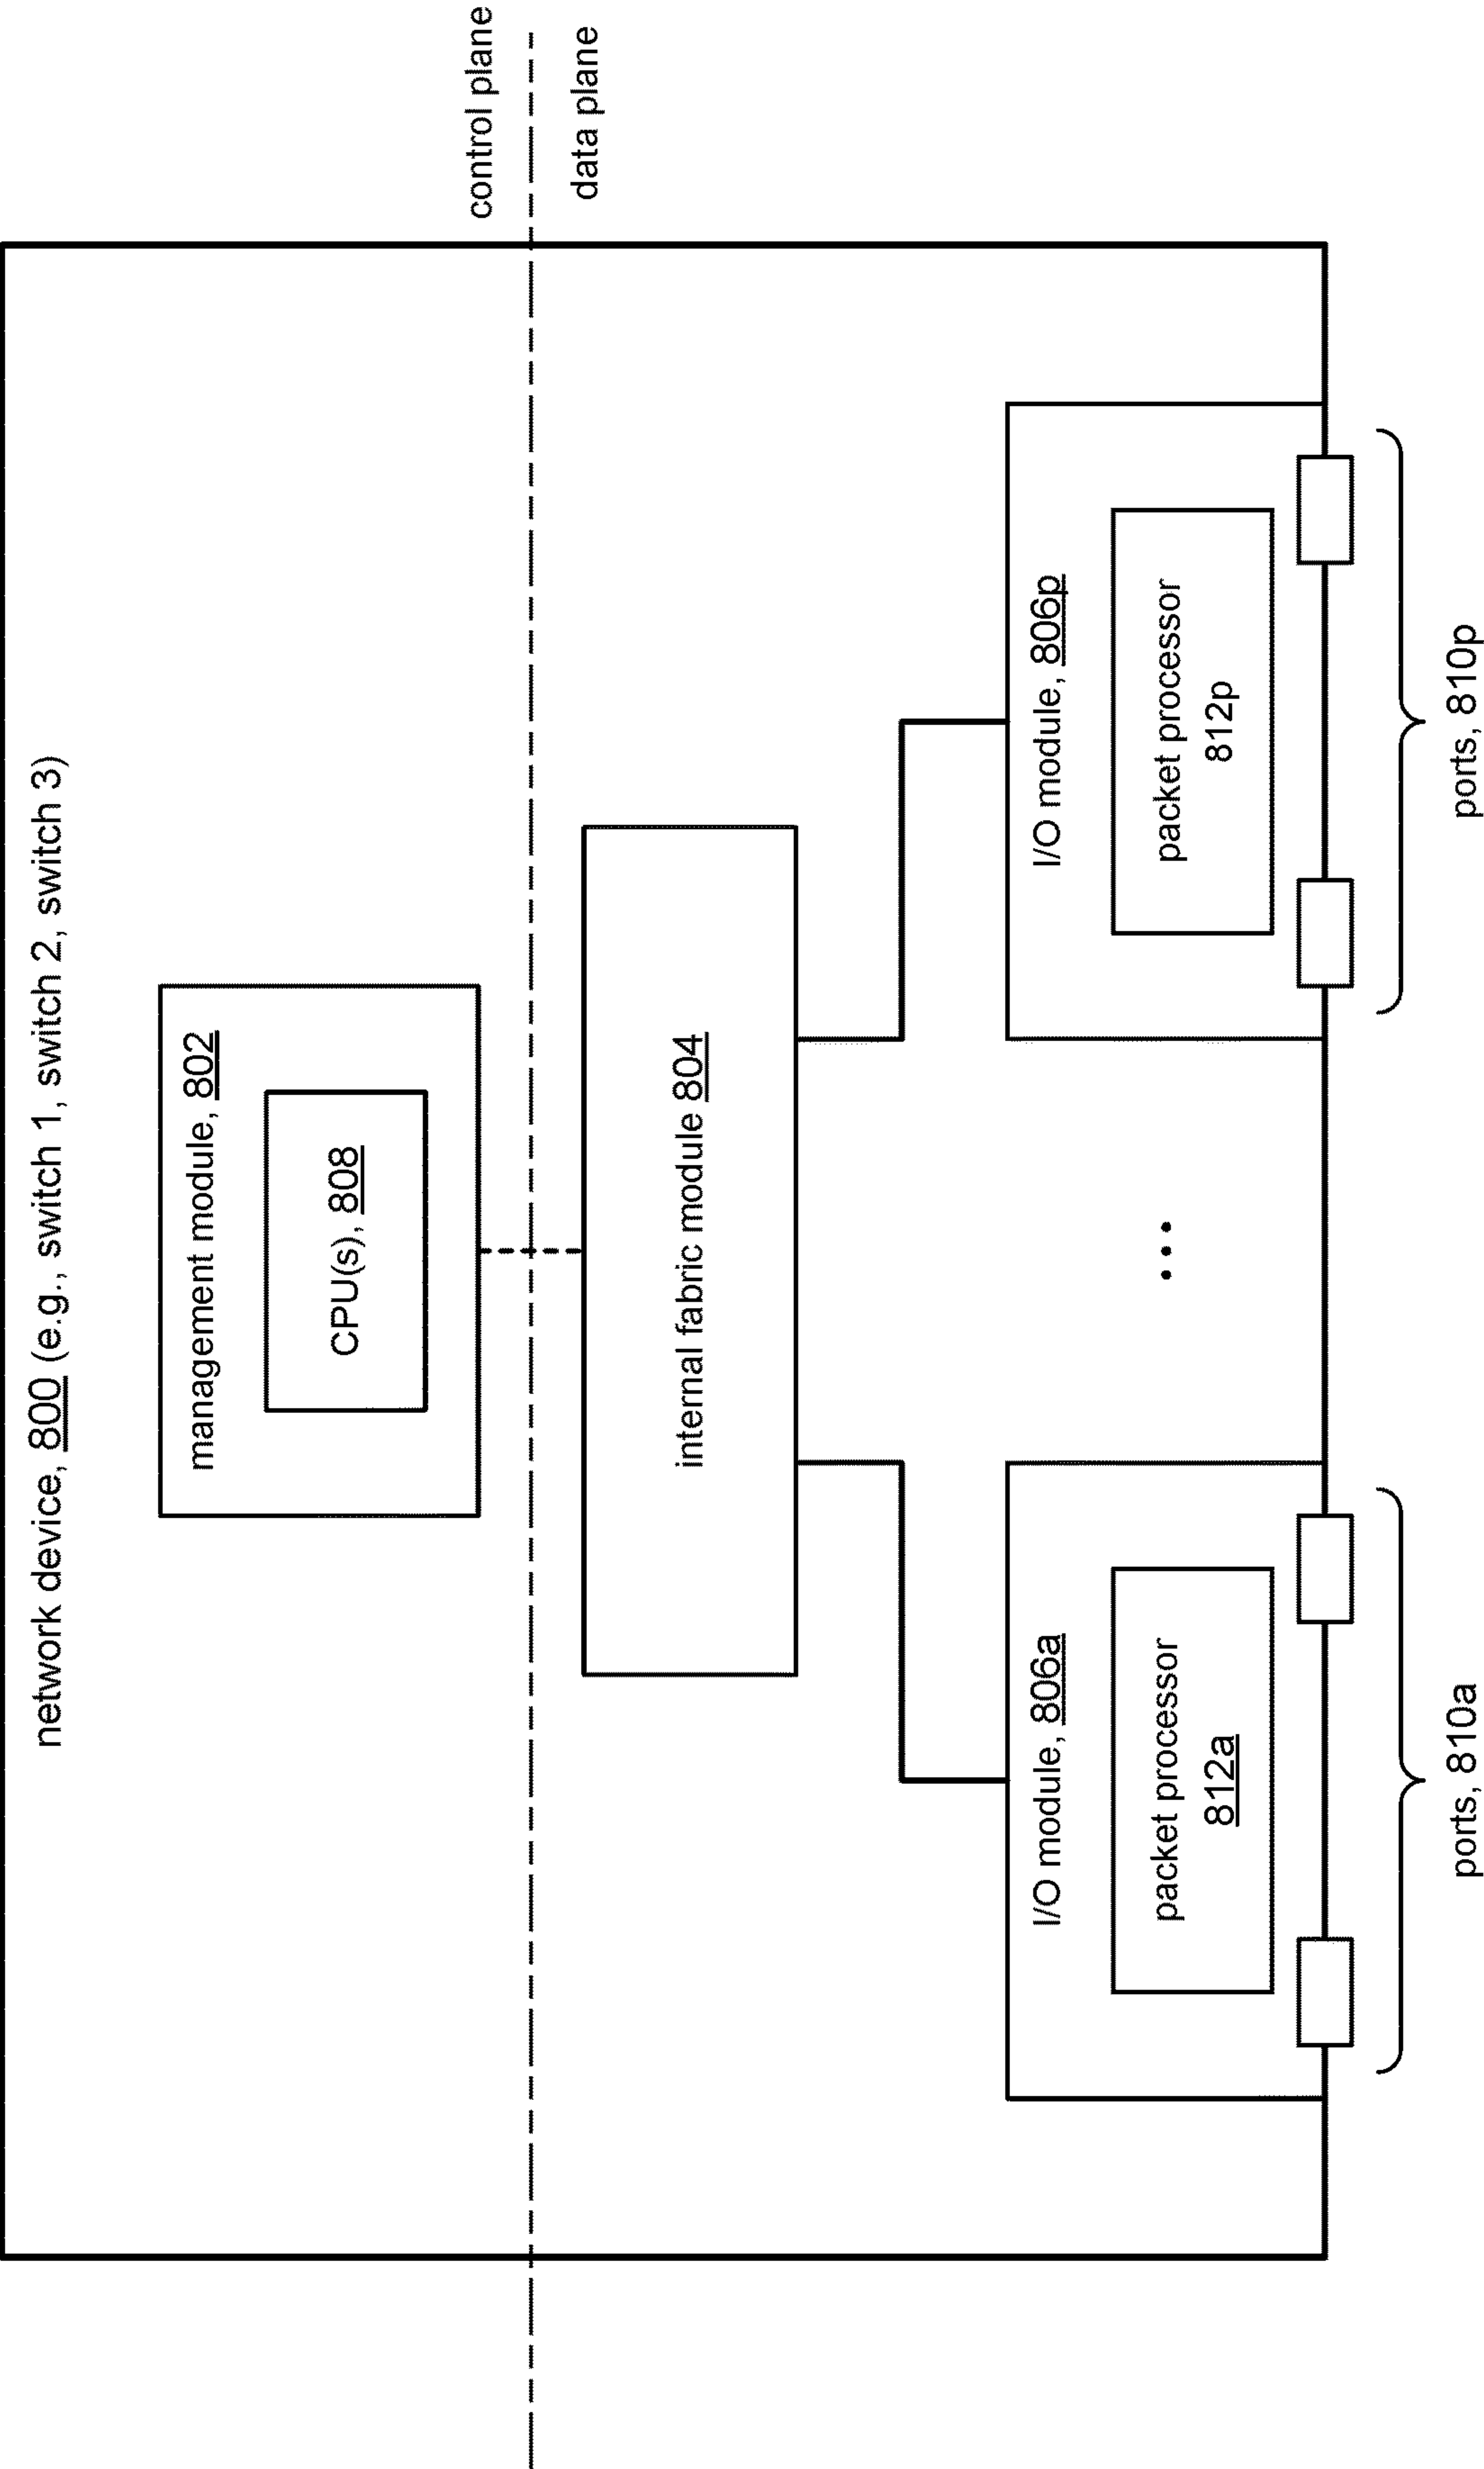 network device, 800 (e.g., switch 1, switch 2, switch 3)
management module, 802
CPU(s), 808
control plane
data plane
internal fabric module 804
I/O module, 806a
packet processor
812a
...
I/O module, 806p
packet processor
812p
ports, 810a
ports, 810p